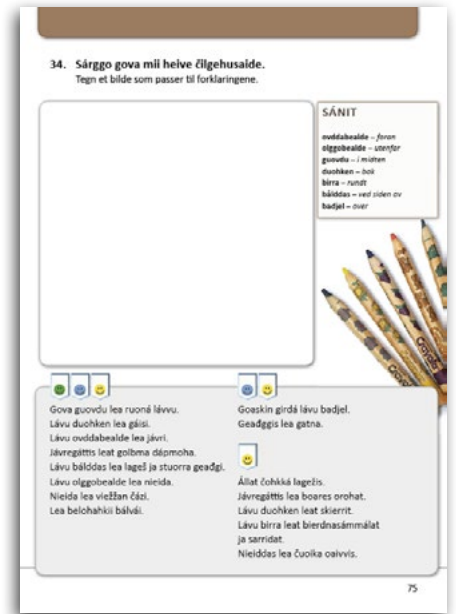 34. Sárggo gova mii heive čilgehusaide.
Tegn et bilde som passer til forklaringene.
SÁNIT
ovddabealde – foran
olggobealde – utenfor
guovdu – i midten
duohken – bak
birra – rundt
bálddas – ved siden av
badjel – over
Crayola
Gova guovdu lea ruoná lávvu.
Lávu duohken lea gáisi.
Lávu ovddabealde lea jávri.
Jávregáttis leat golbma dápmoha.
Lávu bálddas lea lageš ja stuorra geađgi.
Lávu olggobealde lea nieida.
Nieida lea viežžan čázi.
Lea belohahkii bálvái.
Goaskin girdá lávu badjel.
Geađggis lea gatna.
Állat čohkká lagežis.
Jávregáttis lea boares orohat.
Lávu duohken leat skierrit.
Lávu birra leat bierdnasámmálat
ja sarridat.
Nieiddas lea čuoika oaivvis.
75